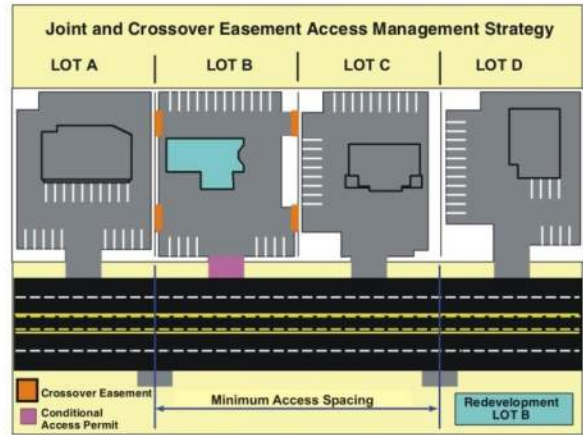 Joint and Crossover Easement Access Management Strategy
LOT A
LOT B
LOT C
LOT D
Crossover Easement
Conditional
Access Permit
Minimum Access Spacing
Redevelopment
LOT B